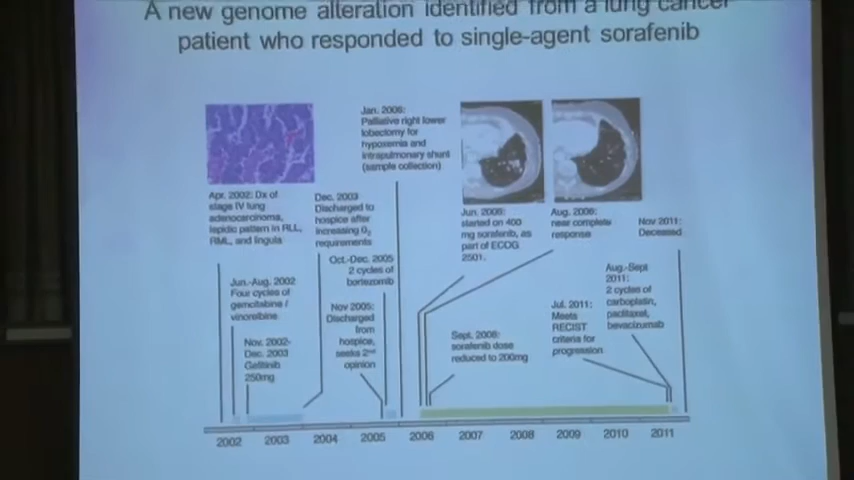 A new genome alteration identified from a lung cancer
patient who responded to single-agent sorafenib
Jan. 2006:
Palliative right lower
lobectomy for
hypoxemia and
intrapulmonary shunt
(sample collection)
Apr. 2002: Dx of
stage IV lung
adenocarcinoma,
lepidic pattern in RLL,
RML, and lingula
Dec. 2003
Discharged to
hospice after
increasing O₂
requirements
Jun. 2006:
started on 400
mg sorafenib, as
part of ECOG
2501.
Aug. 2006:
near complete
response
Nov 2011:
Deceased
Jun.-Aug. 2002
Four cycles of
gemcitabine /
vinorelbine
Oct.-Dec. 2005
2 cycles of
bortezomib
Aug.-Sept
2011:
2 cycles of
carboplatin,
paclitaxel,
bevacizumab
Nov. 2002-
Dec. 2003
Gefitinib
250mg
Nov 2005:
Discharged
from
hospice,
seeks 2nd
opinion
Sept. 2006:
sorafenib dose
reduced to 200mg
Jul. 2011:
Meets
RECIST
criteria for
progression
2002 2003 2004 2005 2006 2007 2008 2009 2010 2011